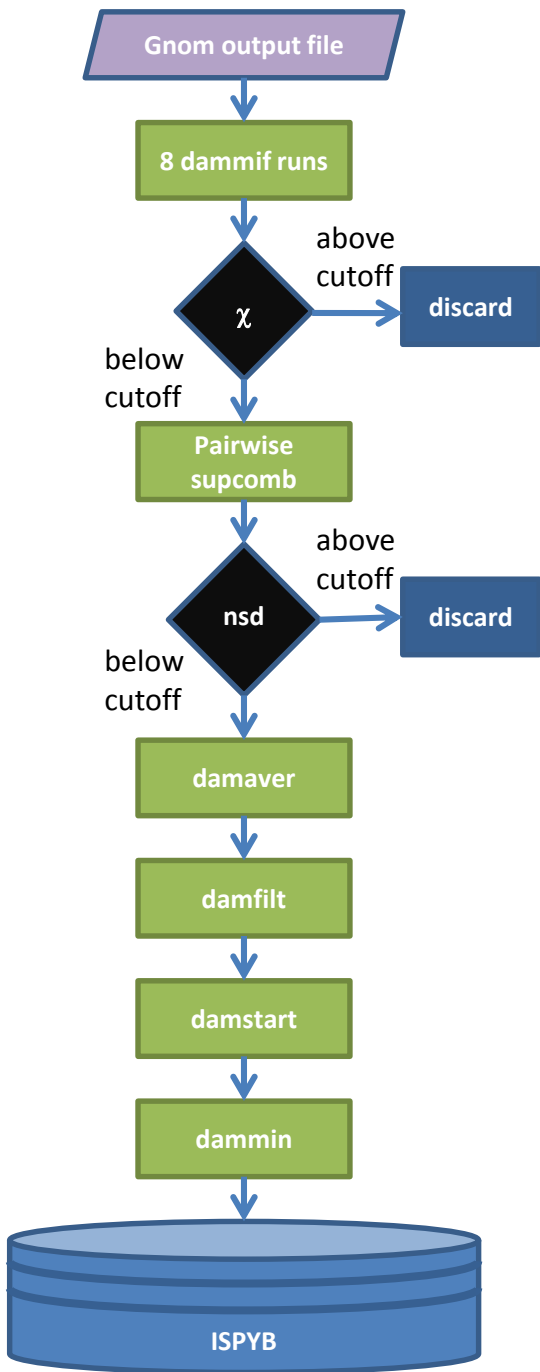 Gnom output file
8 dammif runs
above
cutoff
χ
discard
below
cutoff
Pairwise
supcomb
above
cutoff
nsd
discard
below
cutoff
damaver
damfilt
damstart
dammin
ISPYB